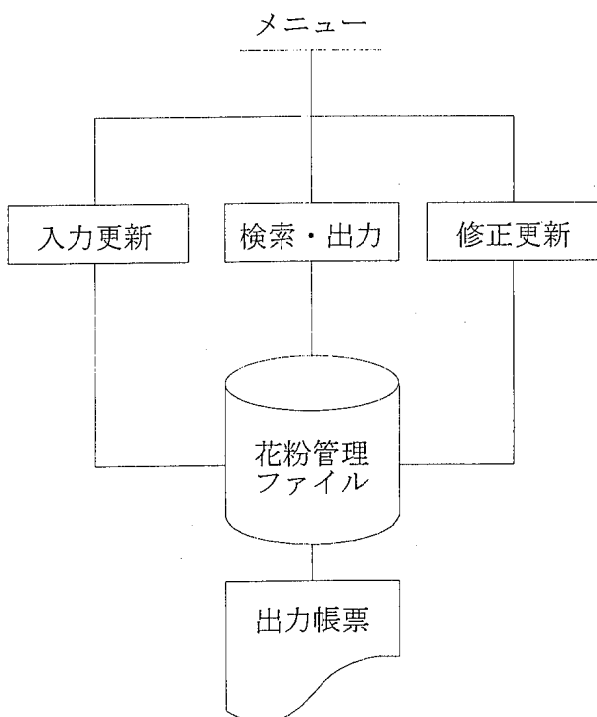 メニュー
入力更新
検索・出力
修正更新
花粉管理
ファイル
出力帳票